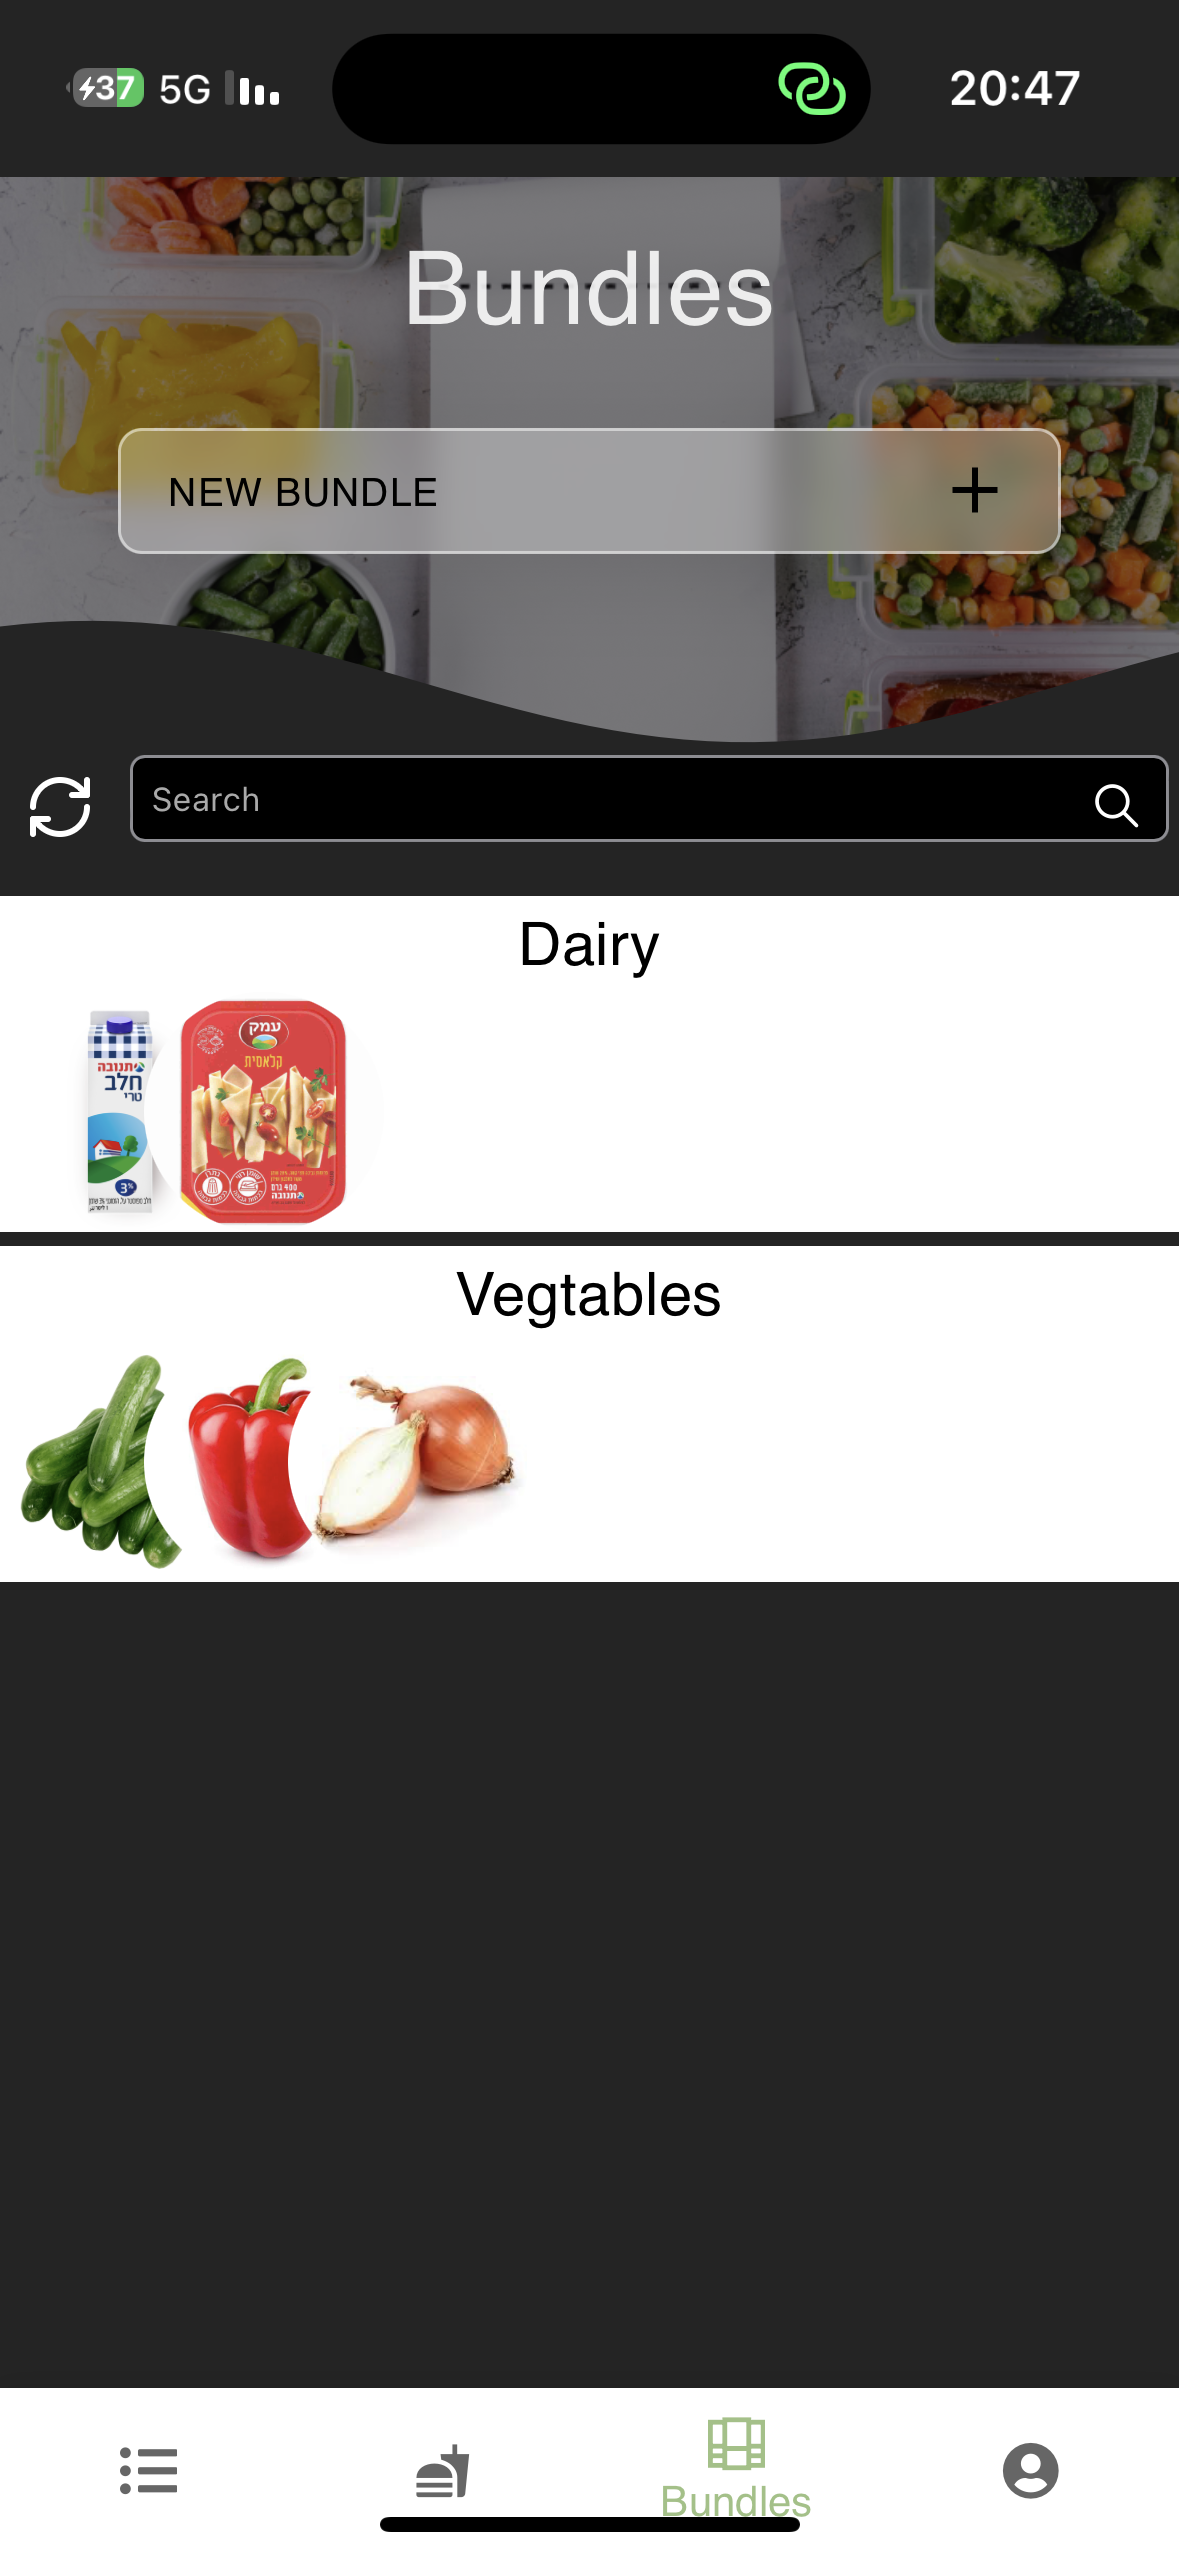 37 5G 20:47
Bundles
NEW BUNDLE
Search
Dairy
תנובה
חלב
טרי
3%
עמק
קלאסית
400 גרם
תנובה
Vegtables
Bundles